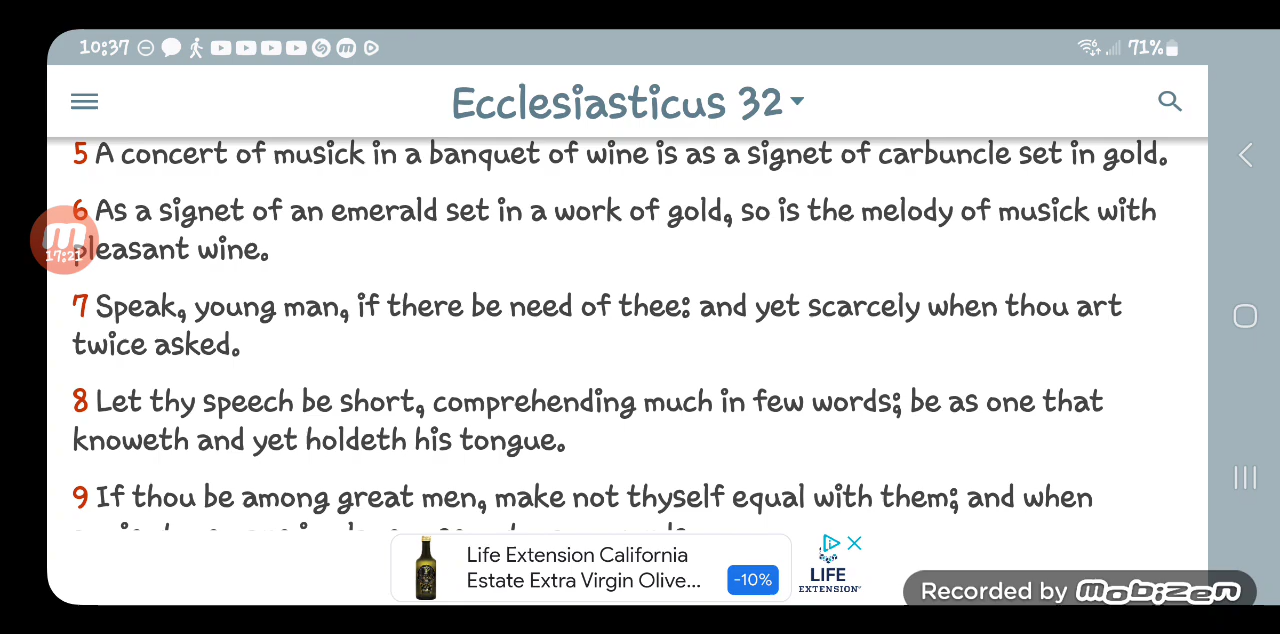 10:37
71%
Ecclesiasticus 32
5 A concert of musick in a banquet of wine is as a signet of carbuncle set in gold.
6 As a signet of an emerald set in a work of gold, so is the melody of musick with
pleasant wine.
17:21
7 Speak, young man, if there be need of thee: and yet scarcely when thou art
twice asked.
8 Let thy speech be short, comprehending much in few words; be as one that
knoweth and yet holdeth his tongue.
9 If thou be among great men, make not thyself equal with them; and when
Life Extension California
Estate Extra Virgin Olive...
-10%
LIFE
EXTENSION
Recorded by mobizen